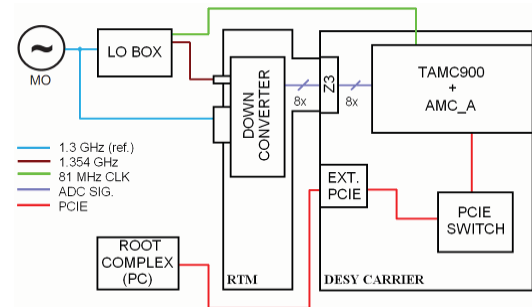 MO
LO BOX
DOWN
CONVERTER
8x
Z3
8x
TAMC900
+
AMC_A
1.3 GHz (ref.)
1.354 GHz
81 MHz CLK
ADC SIG.
PCIE
EXT.
PCIE
PCIE
SWITCH
ROOT
COMPLEX
(PC)
RTM
DESY CARRIER